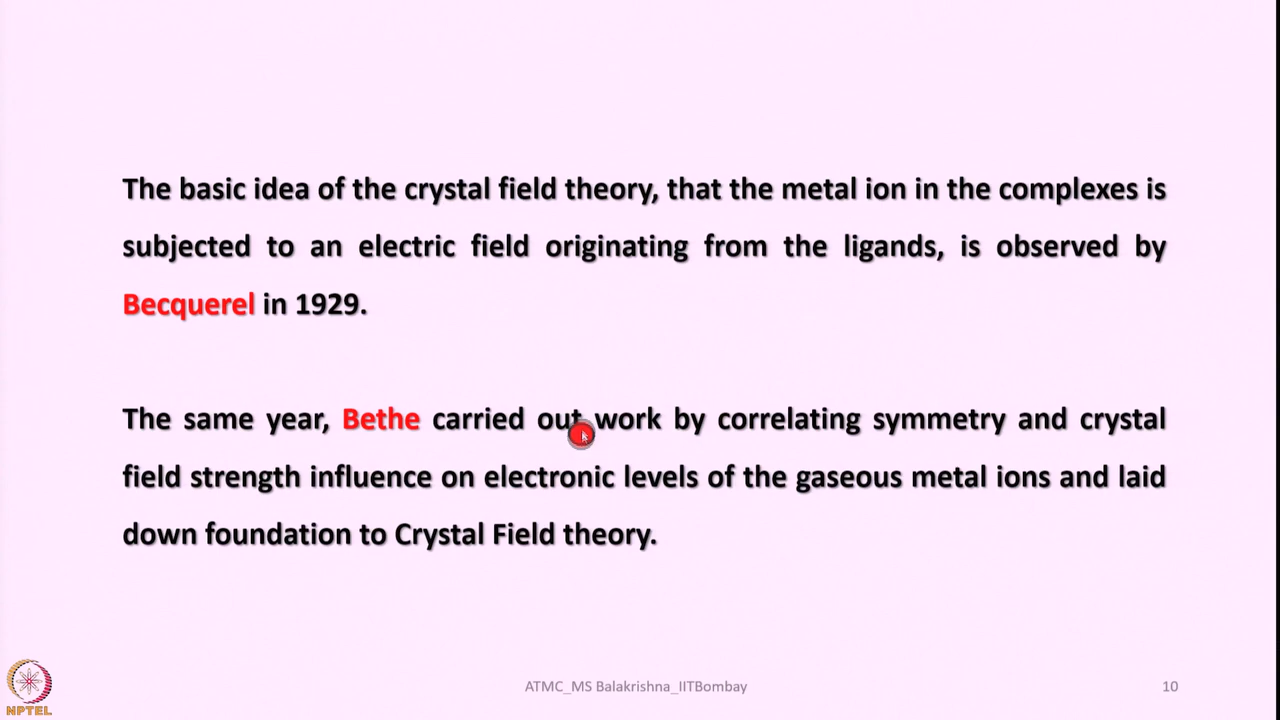 The basic idea of the crystal field theory, that the metal ion in the complexes is
subjected to an electric field originating from the ligands, is observed by
Becquerel in 1929.
The same year, Bethe carried out work by correlating symmetry and crystal
field strength influence on electronic levels of the gaseous metal ions and laid
down foundation to Crystal Field theory.
NPTEL
ATMC_MS Balakrishna_IITBombay
10